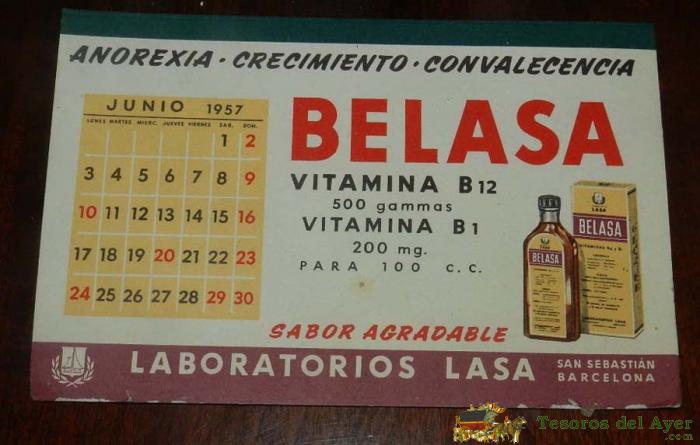 ANOREXIA · CRECIMIENTO · CONVALECENCIA
JUNIO 1957
LUNES MARTES MIERC. JUEVES VIERNES SAB. DOM.
1 2
3 4 5 6 7 8 9
10 11 12 13 14 15 16
17 18 19 20 21 22 23
24 25 26 27 28 29 30
BELASA
VITAMINA B12
500 gammas
VITAMINA B1
200 mg.
PARA 100 C.C.
SABOR AGRADABLE
LASA
BELASA
BELASA
LABORATORIOS LASA
SAN SEBASTIÁN
BARCELONA
Tesoros del Ayer
.com